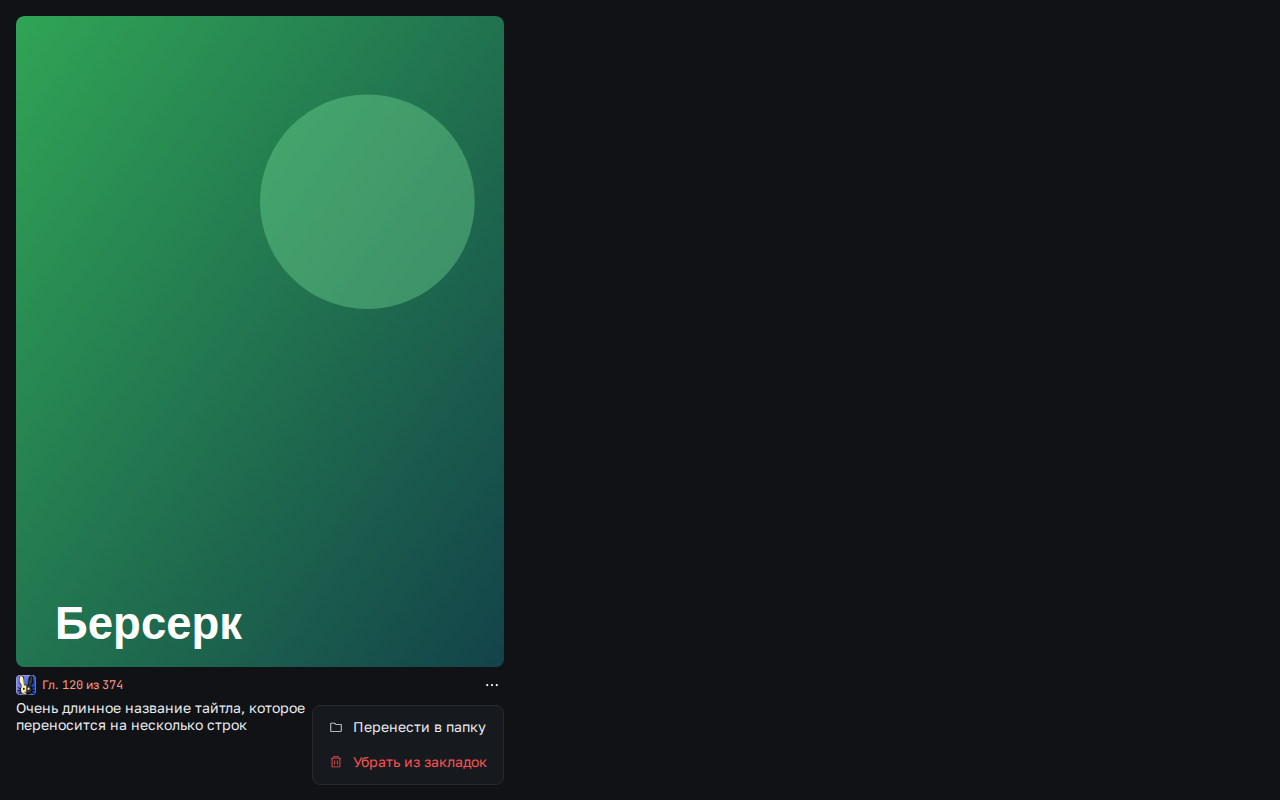 Берсерк
Гл. 120 из 374
Очень длинное название тайтла, которое
переносится на несколько строк
Перенести в папку
Убрать из закладок